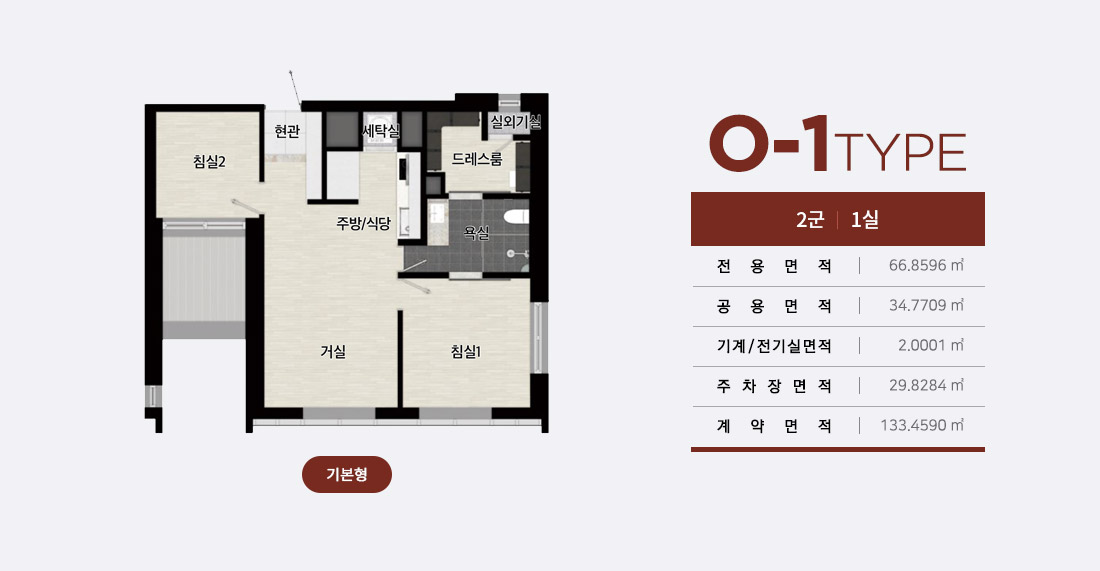 현관
세탁실
실외기실
침실2
드레스룸
주방/식당
욕실
거실
침실1
기본형
O-1 TYPE
2군 | 1실
전용면적 | 66.8596 ㎡
공용면적 | 34.7709 ㎡
기계/전기실면적 | 2.0001 ㎡
주차장면적 | 29.8284 ㎡
계약면적 | 133.4590 ㎡